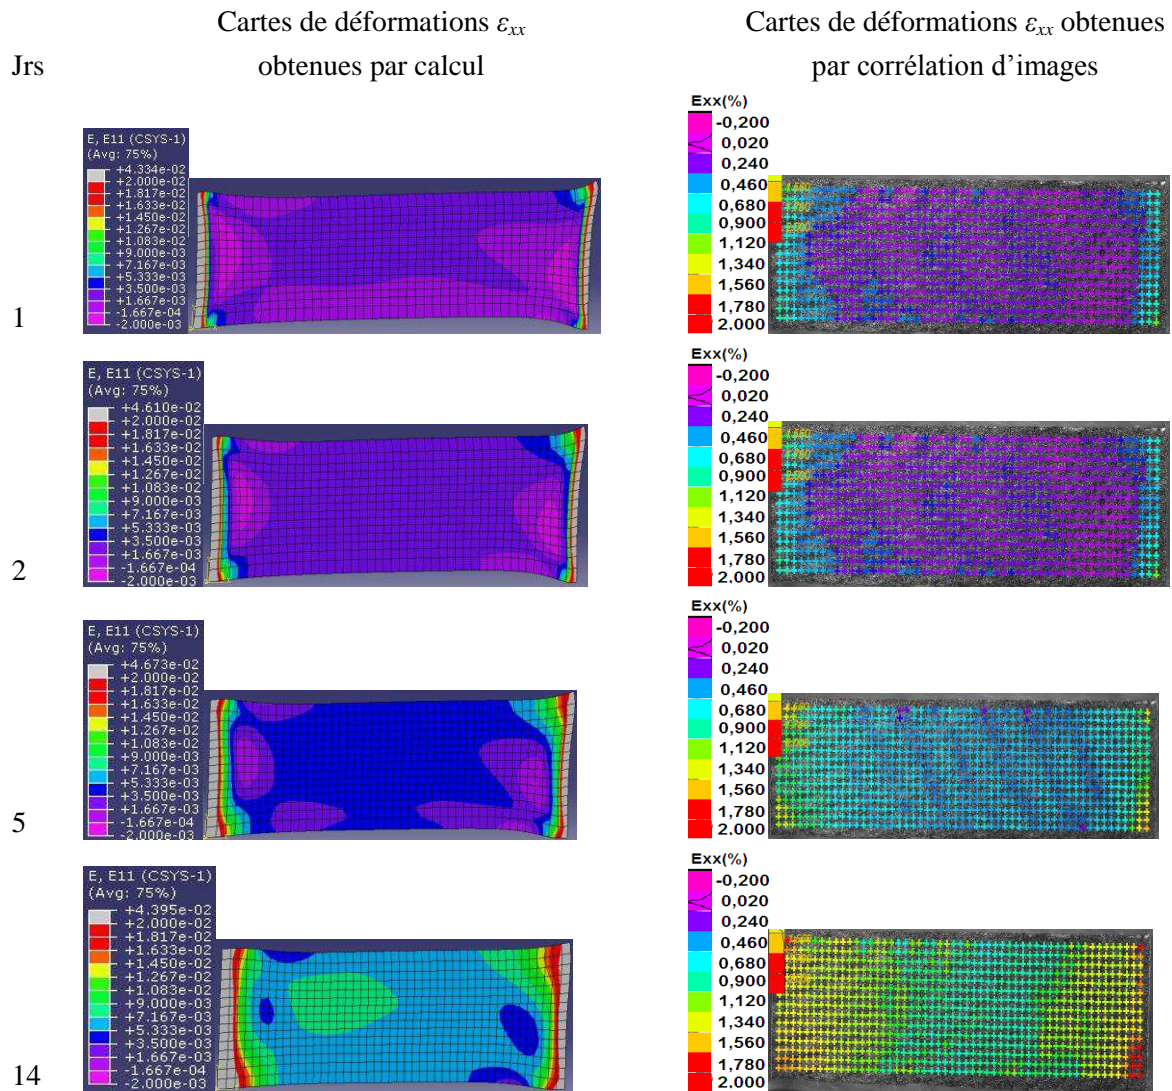 Cartes de déformations εxx
obtenues par calcul
Cartes de déformations εxx obtenues
par corrélation d’images
Jrs
1
E, E11 (CSYS-1)
(Avg: 75%)
+4.334e-02
+2.000e-02
+1.817e-02
+1.633e-02
+1.450e-02
+1.267e-02
+1.083e-02
+9.000e-03
+7.167e-03
+5.333e-03
+3.500e-03
+1.667e-03
-1.667e-04
-2.000e-03
Exx(%)
-0,200
0,020
0,240
0,460
0,680
0,900
1,120
1,340
1,560
1,780
2.000
2
E, E11 (CSYS-1)
(Avg: 75%)
+4.610e-02
+2.000e-02
+1.817e-02
+1.633e-02
+1.450e-02
+1.267e-02
+1.083e-02
+9.000e-03
+7.167e-03
+5.333e-03
+3.500e-03
+1.667e-03
-1.667e-04
-2.000e-03
Exx(%)
-0,200
0,020
0,240
0,460
0,680
0,900
1,120
1,340
1,560
1,780
2.000
5
E, E11 (CSYS-1)
(Avg: 75%)
+4.673e-02
+2.000e-02
+1.817e-02
+1.633e-02
+1.450e-02
+1.267e-02
+1.083e-02
+9.000e-03
+7.167e-03
+5.333e-03
+3.500e-03
+1.667e-03
-1.667e-04
-2.000e-03
Exx(%)
-0,200
0,020
0,240
0,460
0,680
0,900
1,120
1,340
1,560
1,780
2.000
14
E, E11 (CSYS-1)
(Avg: 75%)
+4.395e-02
+2.000e-02
+1.817e-02
+1.633e-02
+1.450e-02
+1.267e-02
+1.083e-02
+9.000e-03
+7.167e-03
+5.333e-03
+3.500e-03
+1.667e-03
-1.667e-04
-2.000e-03
Exx(%)
-0,200
0,020
0,240
0,460
0,680
0,900
1,120
1,340
1,560
1,780
2.000